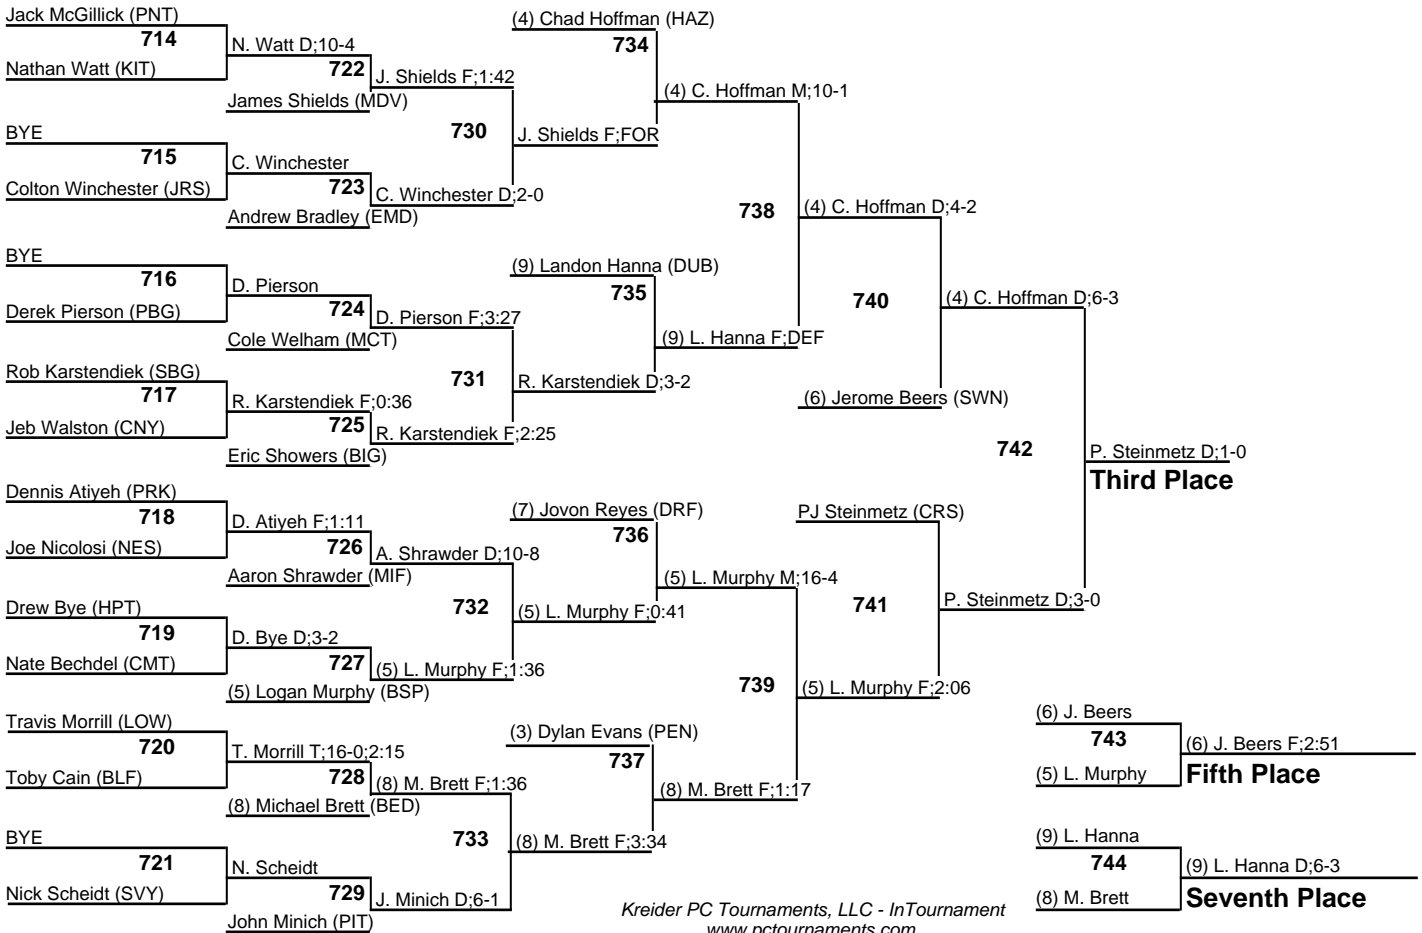 Jack McGillick (PNT)
714
Nathan Watt (KIT)
BYE
715
Colton Winchester (JRS)
BYE
716
Derek Pierson (PBG)
Rob Karstendiek (SBG)
717
Jeb Walston (CNY)
Dennis Atiyeh (PRK)
718
Joe Nicolosi (NES)
Drew Bye (HPT)
719
Nate Bechdel (CMT)
Travis Morrill (LOW)
720
Toby Cain (BLF)
BYE
721
Nick Scheidt (SVY)
N. Watt D;10-4
722
James Shields (MDV)
C. Winchester
723
Andrew Bradley (EMD)
D. Pierson
724
Cole Welham (MCT)
R. Karstendiek F;0:36
725
Eric Showers (BIG)
D. Atiyeh F;1:11
726
Aaron Shrawder (MIF)
D. Bye D;3-2
727
(5) Logan Murphy (BSP)
T. Morrill T;16-0;2:15
728
(8) Michael Brett (BED)
N. Scheidt
729
John Minich (PIT)
J. Shields F;1:42
730
C. Winchester D;2-0
D. Pierson F;3:27
731
R. Karstendiek F;2:25
A. Shrawder D;10-8
732
(5) L. Murphy F;1:36
(8) M. Brett F;1:36
733
J. Minich D;6-1
(4) Chad Hoffman (HAZ)
734
J. Shields F;FOR
(9) Landon Hanna (DUB)
735
R. Karstendiek D;3-2
(7) Jovon Reyes (DRF)
736
(5) L. Murphy F;0:41
(3) Dylan Evans (PEN)
737
(8) M. Brett F;3:34
(4) C. Hoffman M;10-1
738
(9) L. Hanna F;DEF
(5) L. Murphy M;16-4
739
(8) M. Brett F;1:17
(4) C. Hoffman D;4-2
740
(6) Jerome Beers (SWN)
PJ Steinmetz (CRS)
741
(5) L. Murphy F;2:06
(4) C. Hoffman D;6-3
742
P. Steinmetz D;3-0
P. Steinmetz D;1-0
Third Place
(6) J. Beers
743
(5) L. Murphy
(6) J. Beers F;2:51
Fifth Place
(9) L. Hanna
744
(8) M. Brett
(9) L. Hanna D;6-3
Seventh Place
Kreider PC Tournaments, LLC - InTournament
www.pctournaments.com